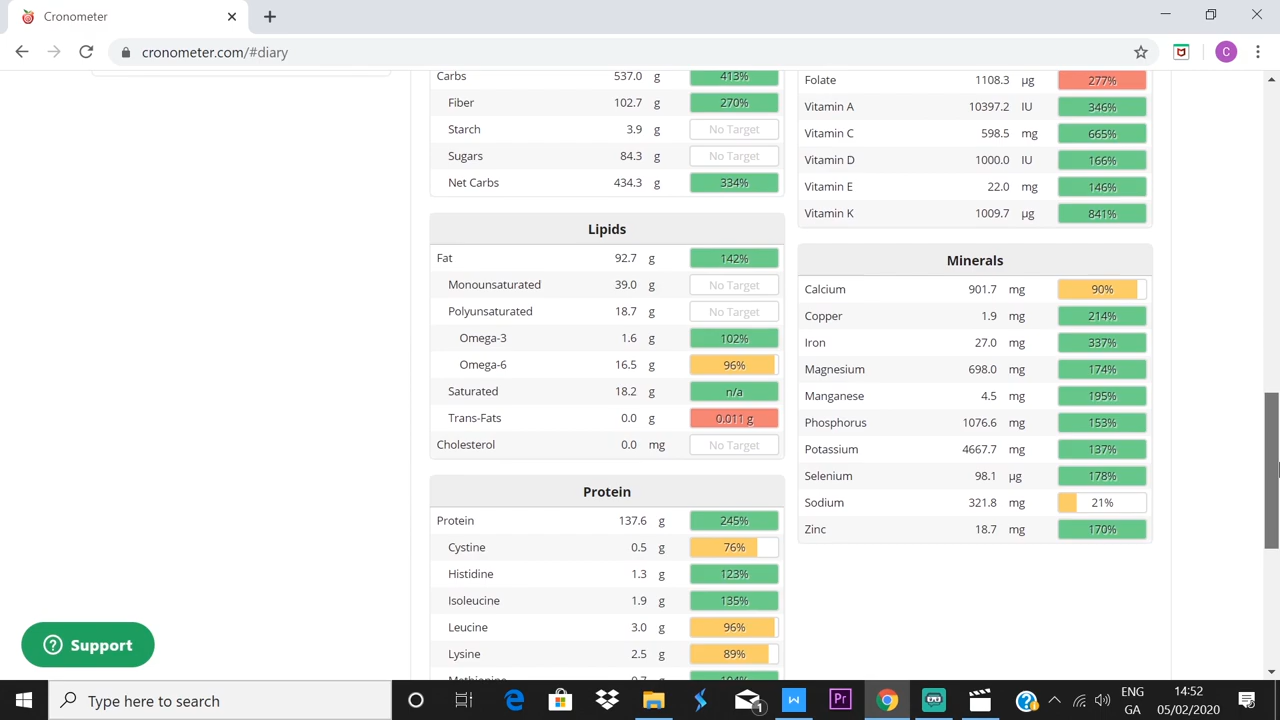 Cronometer
cronometer.com/#diary
C
Carbs 537.0 g 413%
Fiber 102.7 g 270%
Starch 3.9 g No Target
Sugars 84.3 g No Target
Net Carbs 434.3 g 334%
Lipids
Fat 92.7 g 142%
Monounsaturated 39.0 g No Target
Polyunsaturated 18.7 g No Target
Omega-3 1.6 g 102%
Omega-6 16.5 g 96%
Saturated 18.2 g n/a
Trans-Fats 0.0 g 0.011 g
Cholesterol 0.0 mg No Target
Protein
Protein 137.6 g 245%
Cystine 0.5 g 76%
Histidine 1.3 g 123%
Isoleucine 1.9 g 135%
Leucine 3.0 g 96%
Lysine 2.5 g 89%
Folate 1108.3 µg 277%
Vitamin A 10397.2 IU 346%
Vitamin C 598.5 mg 665%
Vitamin D 1000.0 IU 166%
Vitamin E 22.0 mg 146%
Vitamin K 1009.7 µg 841%
Minerals
Calcium 901.7 mg 90%
Copper 1.9 mg 214%
Iron 27.0 mg 337%
Magnesium 698.0 mg 174%
Manganese 4.5 mg 195%
Phosphorus 1076.6 mg 153%
Potassium 4667.7 mg 137%
Selenium 98.1 µg 178%
Sodium 321.8 mg 21%
Zinc 18.7 mg 170%
Support
Type here to search
1
W
Pr
ENG
GA
14:52
05/02/2020